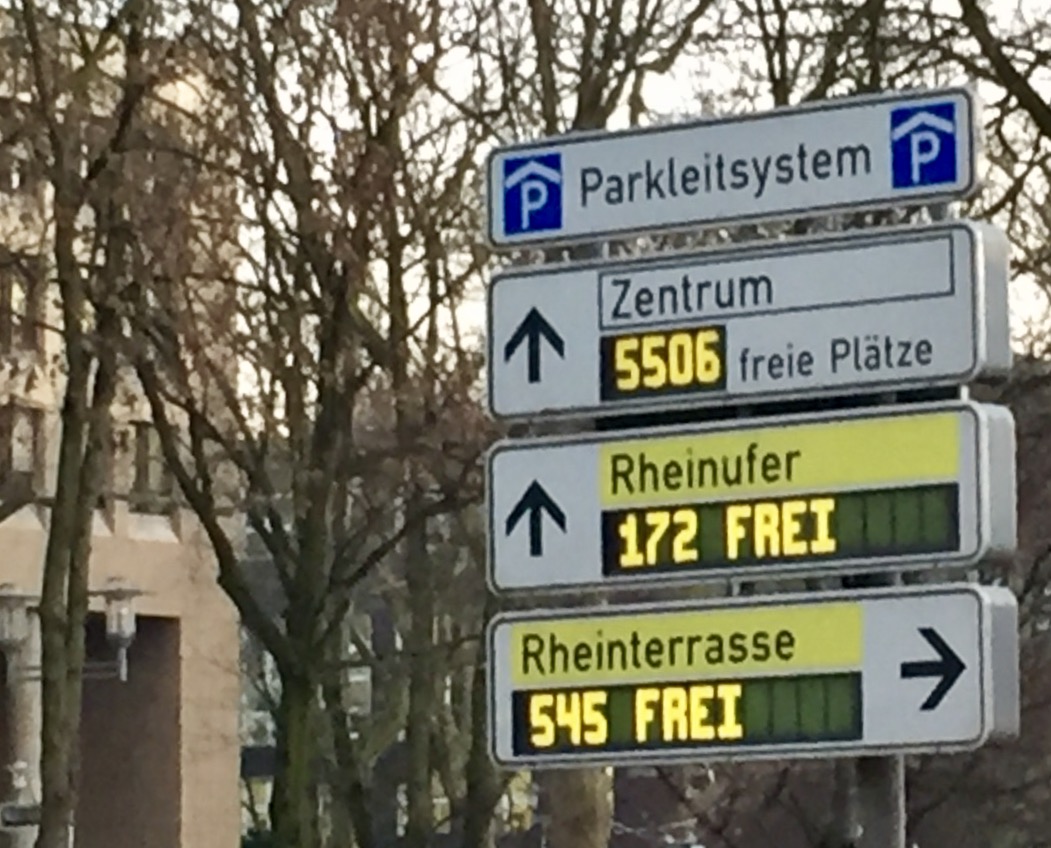 P Parkleitsystem P
Zentrum
5506 freie Plätze
Rheinufer
172 FREI
Rheinterrasse
545 FREI